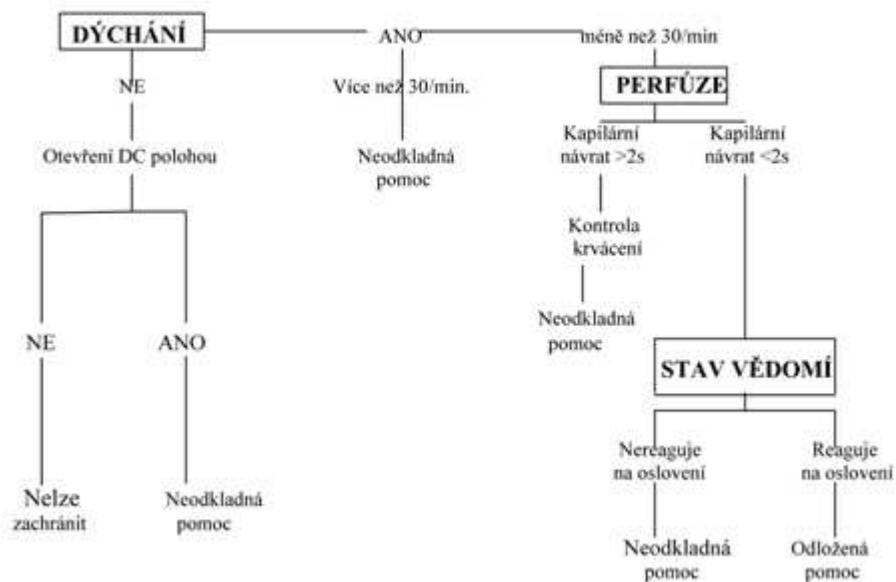 DÝCHÁNÍ
ANO
méně než 30/min
NE
Více než 30/min.
PERFÚZE
Otevření DC polohou
Neodkladná
pomoc
Kapilární
návrat >2s
Kapilární
návrat <2s
Kontrola
krvácení
Neodkladná
pomoc
NE
ANO
STAV VĚDOMÍ
Nereaguje
na oslovení
Reaguje
na oslovení
Nelze
zachránit
Neodkladná
pomoc
Neodkladná
pomoc
Odložená
pomoc